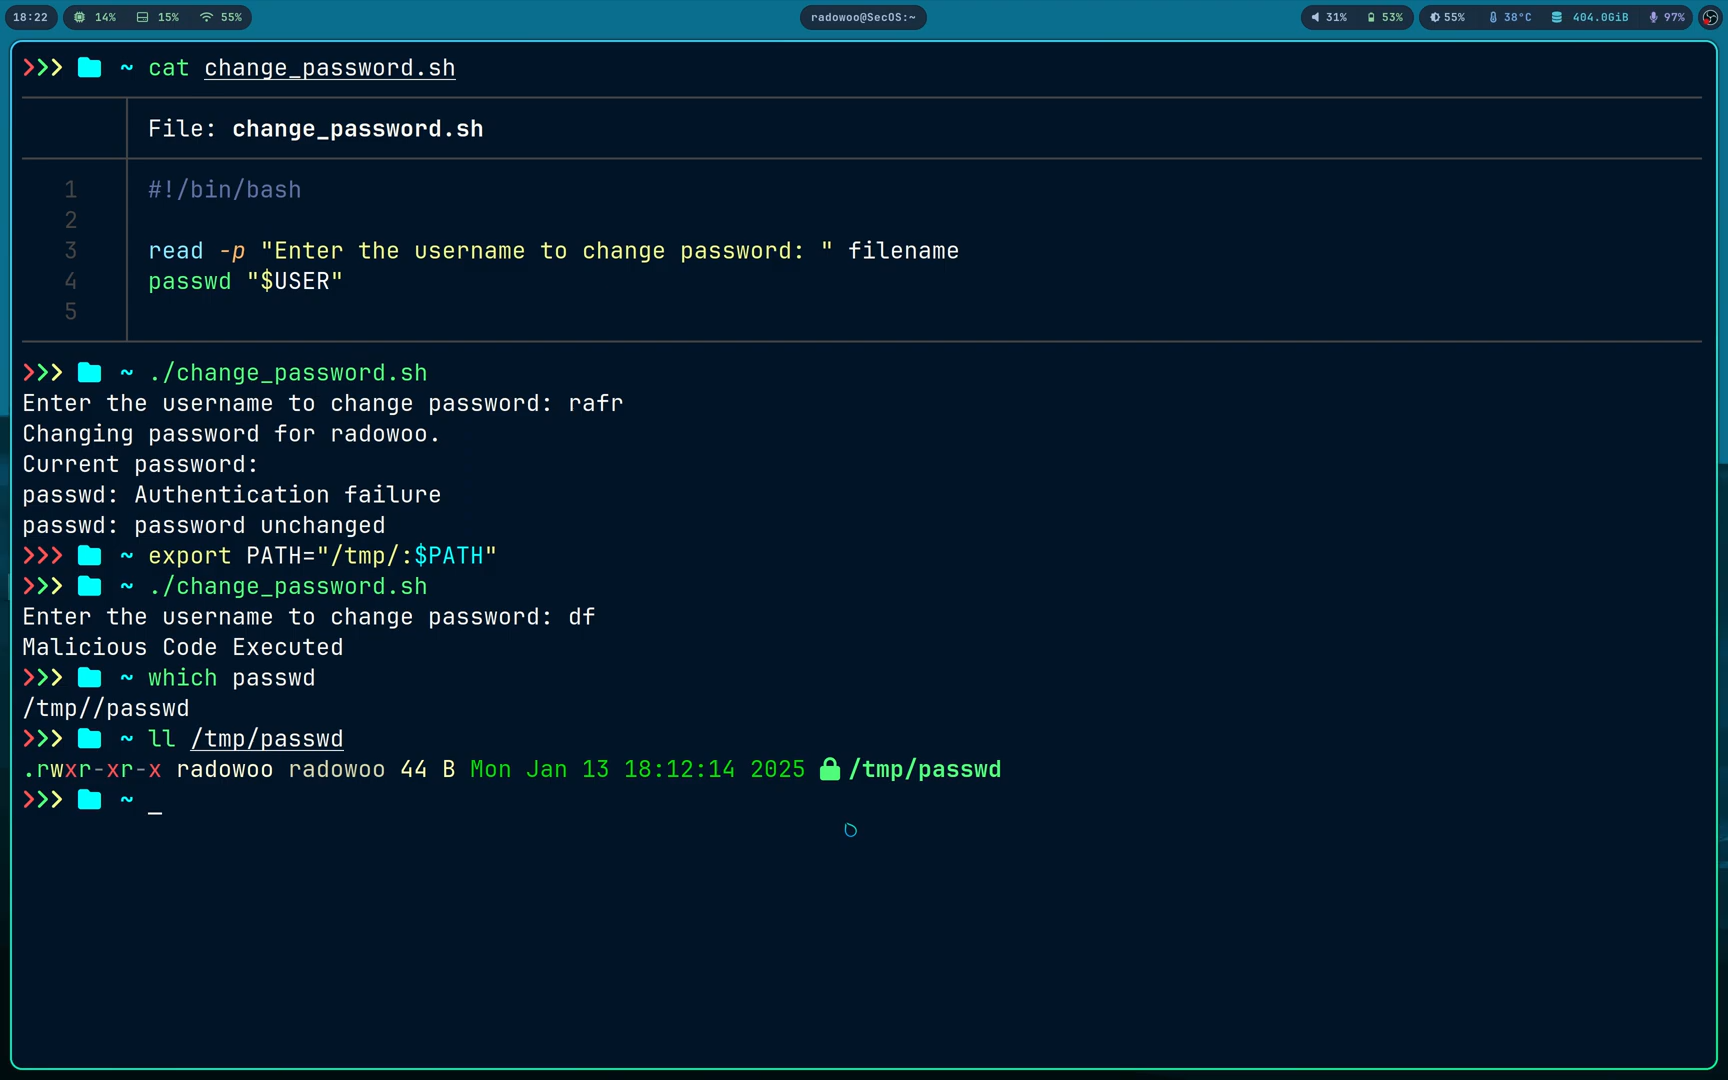 18:22 14% 15% 55% radowoo@SecOS:~ 31% 53% 55% 38°C 404.0GiB 97%
>>> ~ cat change_password.sh
File: change_password.sh
1 #!/bin/bash
2
3 read -p "Enter the username to change password: " filename
4 passwd "$USER"
5
>>> ~ ./change_password.sh
Enter the username to change password: rafr
Changing password for radowoo.
Current password:
passwd: Authentication failure
passwd: password unchanged
>>> ~ export PATH="/tmp/:$PATH"
>>> ~ ./change_password.sh
Enter the username to change password: df
Malicious Code Executed
>>> ~ which passwd
/tmp//passwd
>>> ~ ll /tmp/passwd
.rwxr-xr-x radowoo radowoo 44 B Mon Jan 13 18:12:14 2025 /tmp/passwd
>>> ~ _